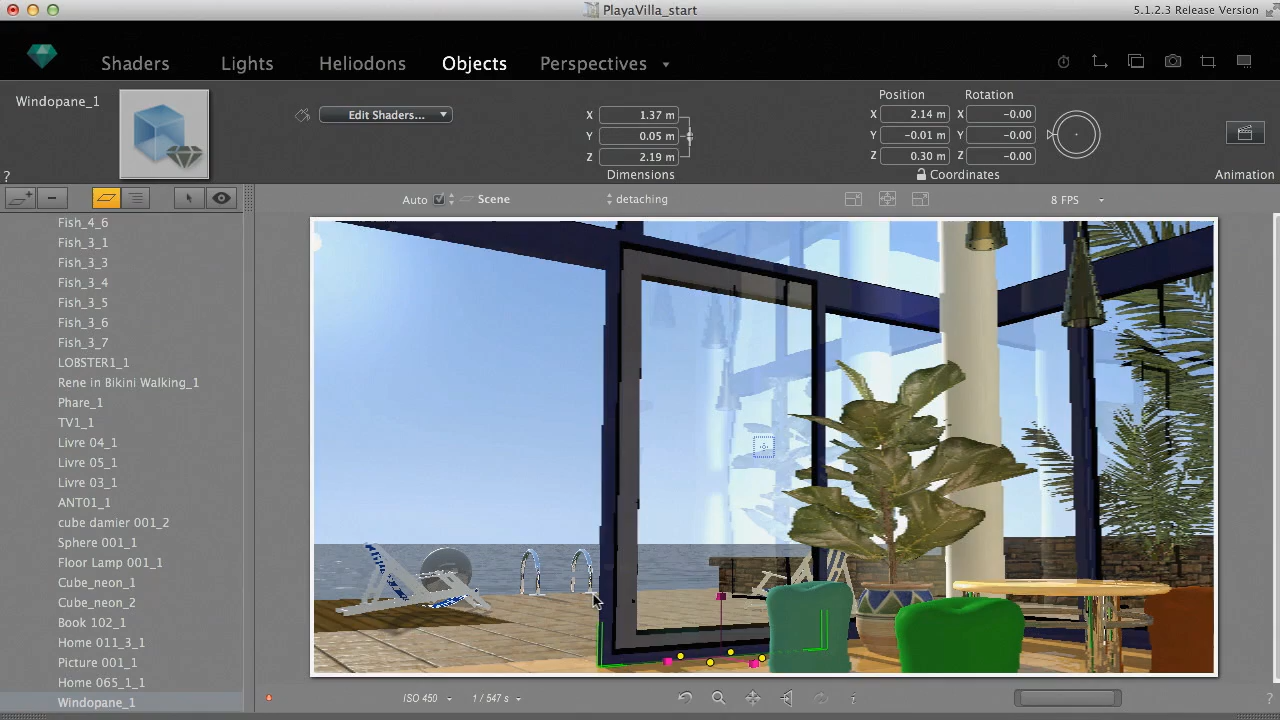 PlayaVilla_start
5.1.2.3 Release Version
Shaders
Lights
Heliodons
Objects
Perspectives
Windopane_1
Edit Shaders...
X 1.37 m
Y 0.05 m
Z 2.19 m
Dimensions
Position Rotation
X 2.14 m X -0.00
Y -0.01 m Y -0.00
Z 0.30 m Z -0.00
Coordinates
Animation
?
Auto
Scene
detaching
8 FPS
Fish_4_6
Fish_3_1
Fish_3_3
Fish_3_4
Fish_3_5
Fish_3_6
Fish_3_7
LOBSTER1_1
Rene in Bikini Walking_1
Phare_1
TV1_1
Livre 04_1
Livre 05_1
Livre 03_1
ANT01_1
cube damier 001_2
Sphere 001_1
Floor Lamp 001_1
Cube_neon_1
Cube_neon_2
Book 102_1
Home 011_3_1
Picture 001_1
Home 065_1_1
Windopane_1
ISO 450
1 / 547 s
i
?